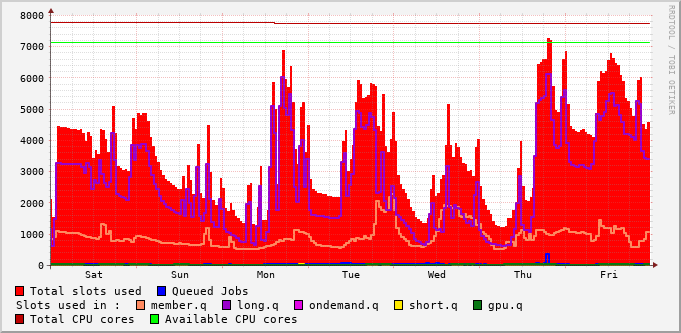 8000
7000
6000
5000
4000
3000
2000
1000
0
Sat Sun Mon Tue Wed Thu Fri
RRDTOOL / TOBI OETIKER
Total slots used Queued Jobs
Slots used in : member.q long.q ondemand.q short.q gpu.q
Total CPU cores Available CPU cores